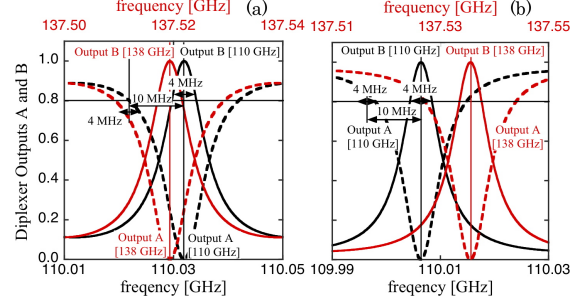 frequency [GHz] (a) frequency [GHz] (b)
137.50 137.52 137.54 137.51 137.53 137.55
Output B [138 GHz] Output B [110 GHz] Output B [110 GHz] Output B [138 GHz]
1.0
4 MHz 4 MHz 4 MHz
0.8
10 MHz 10 MHz
4 MHz
Output A
[110 GHz]
Output A
[138 GHz]
0.6
0.4
0.2
0.0
Diplexer Outputs A and B
Output A
[138 GHz]
Output A
[110 GHz]
110.01 110.03 110.05 109.99 110.01 110.03
freqency [GHz] freqency [GHz]